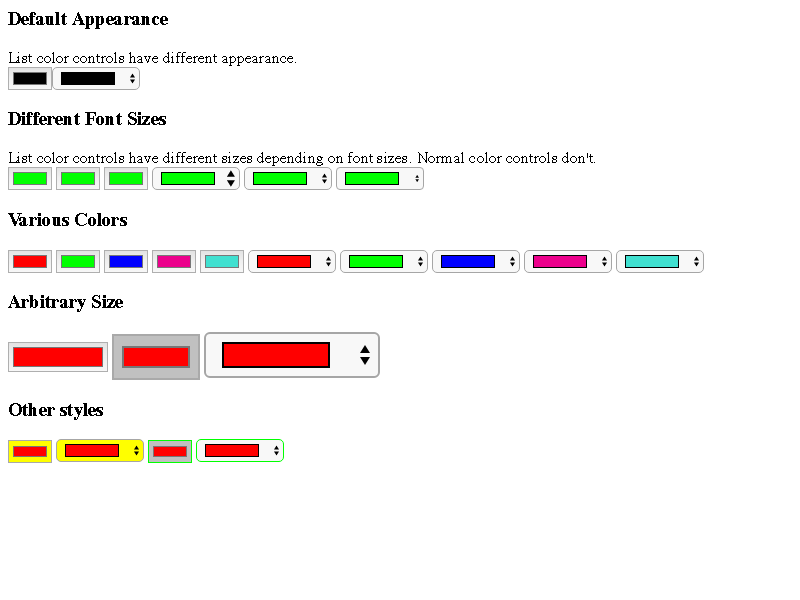 Default Appearance
List color controls have different appearance.
Different Font Sizes
List color controls have different sizes depending on font sizes. Normal color controls don't.
Various Colors
Arbitrary Size
Other styles